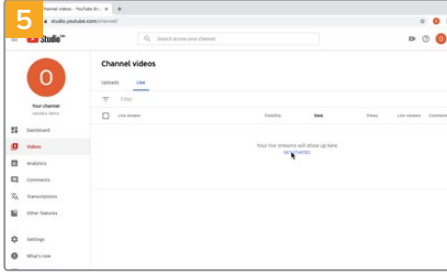 5
Channel videos - YouTube St...
studio.youtube.com/channel/
Studio
Search across your channel
O
Channel videos
Uploads
Live
Filter
Your channel
Live stream
Visibility
Date
Views
Live viewers
Comments
Dashboard
Videos
Your live streams will show up here
GET STARTED
Analytics
Comments
Transcriptions
Other features
Settings
What's new